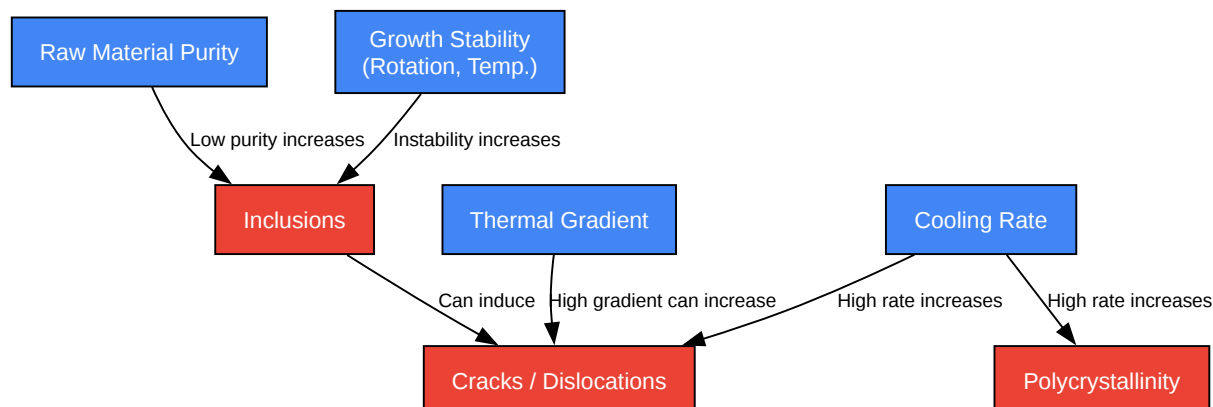 Raw Material Purity
Growth Stability
(Rotation, Temp.)
Low purity increases
Instability increases
Inclusions
Thermal Gradient
Cooling Rate
Can induce
High gradient can increase
High rate increases
High rate increases
Cracks / Dislocations
Polycrystallinity